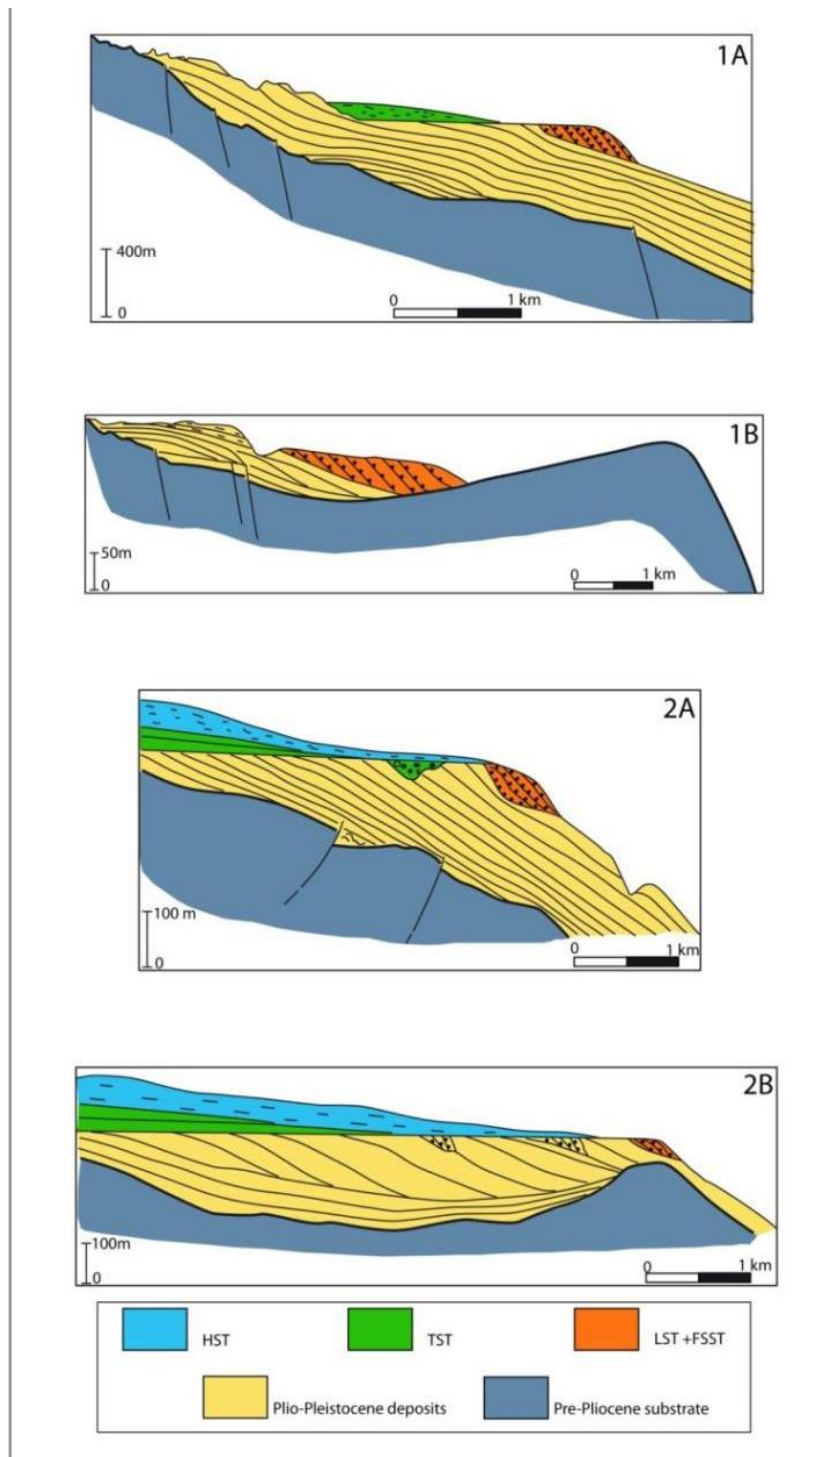 1A
400m
0
0 1 km
1B
50m
0
0 1 km
2A
100 m
0
0 1 km
2B
100m
0
0 1 km
HST TST LST +FSST
Plio-Pleistocene deposits Pre-Pliocene substrate